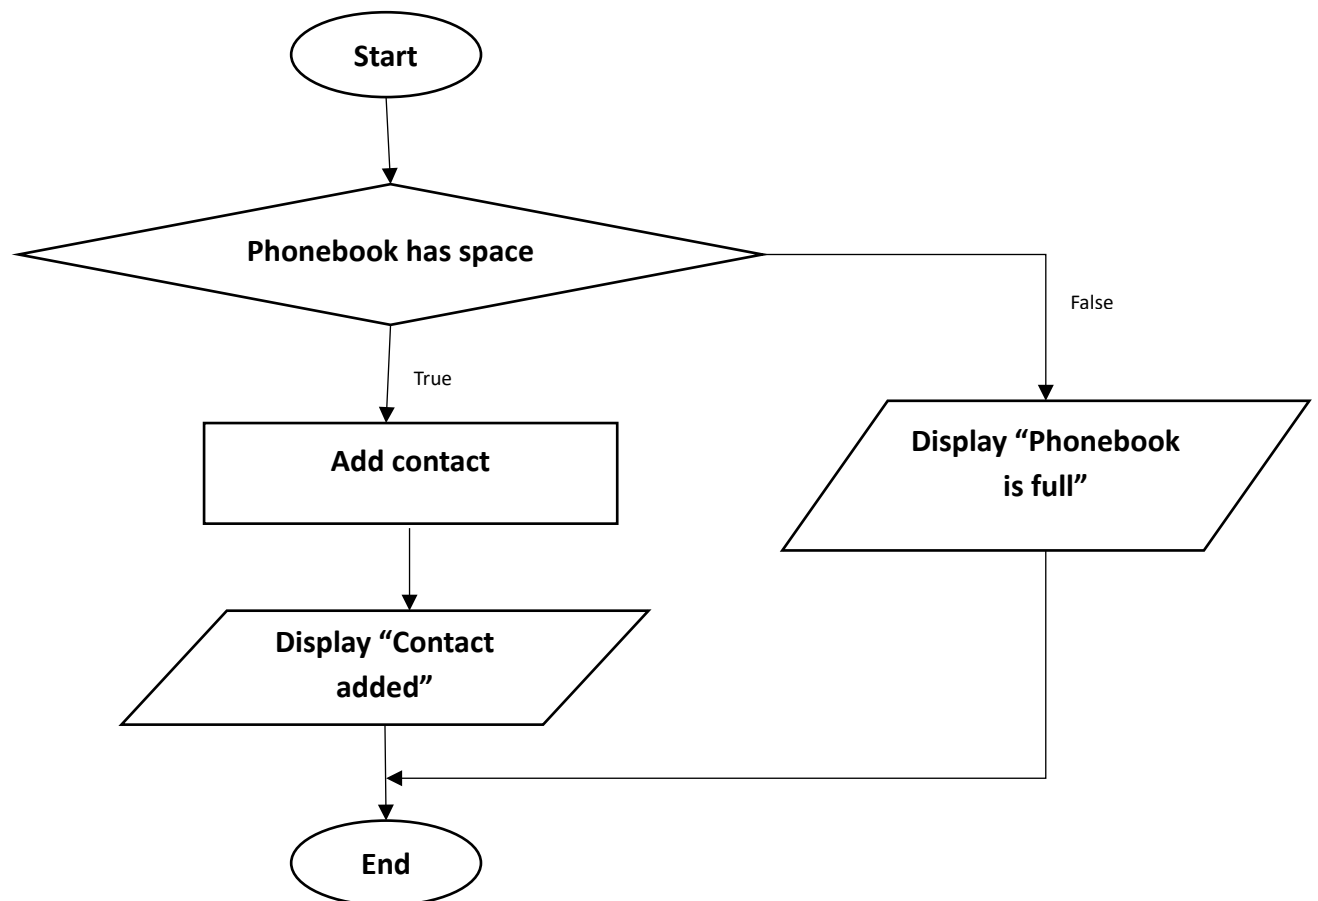 Start
Phonebook has space
False
True
Add contact
Display “Phonebook
is full”
Display “Contact
added”
End